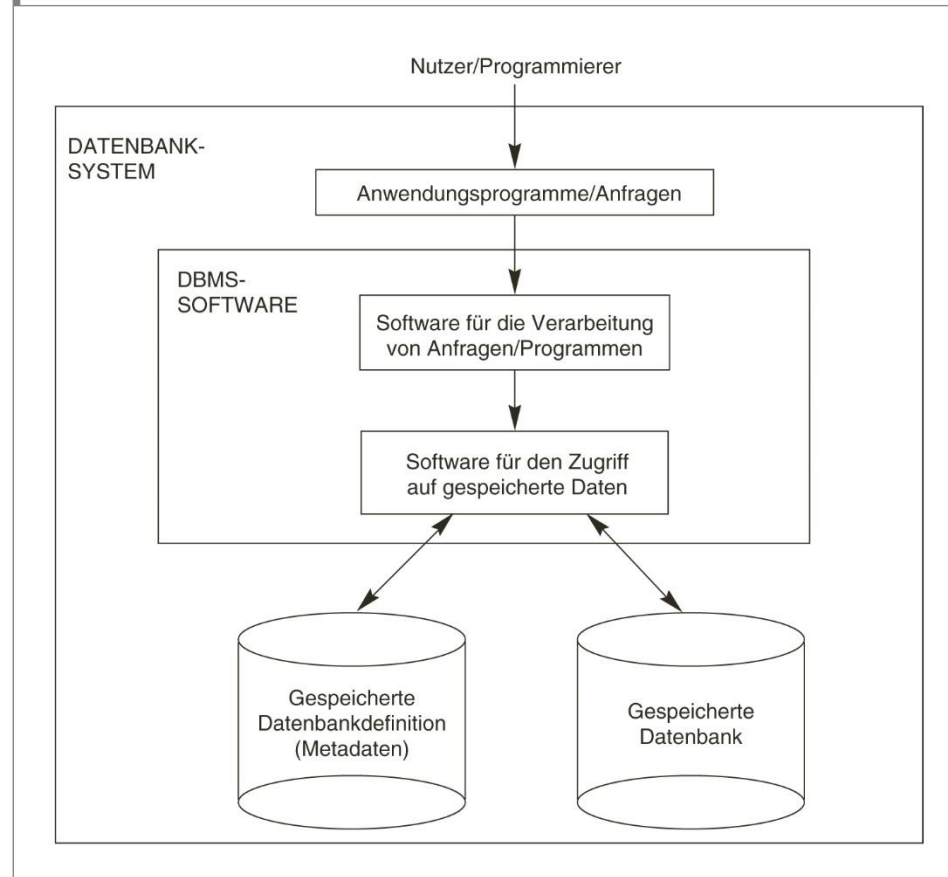 Nutzer/Programmierer
DATENBANK-
SYSTEM
Anwendungsprogramme/Anfragen
DBMS-
SOFTWARE
Software für die Verarbeitung
von Anfragen/Programmen
Software für den Zugriff
auf gespeicherte Daten
Gespeicherte
Datenbankdefinition
(Metadaten)
Gespeicherte
Datenbank